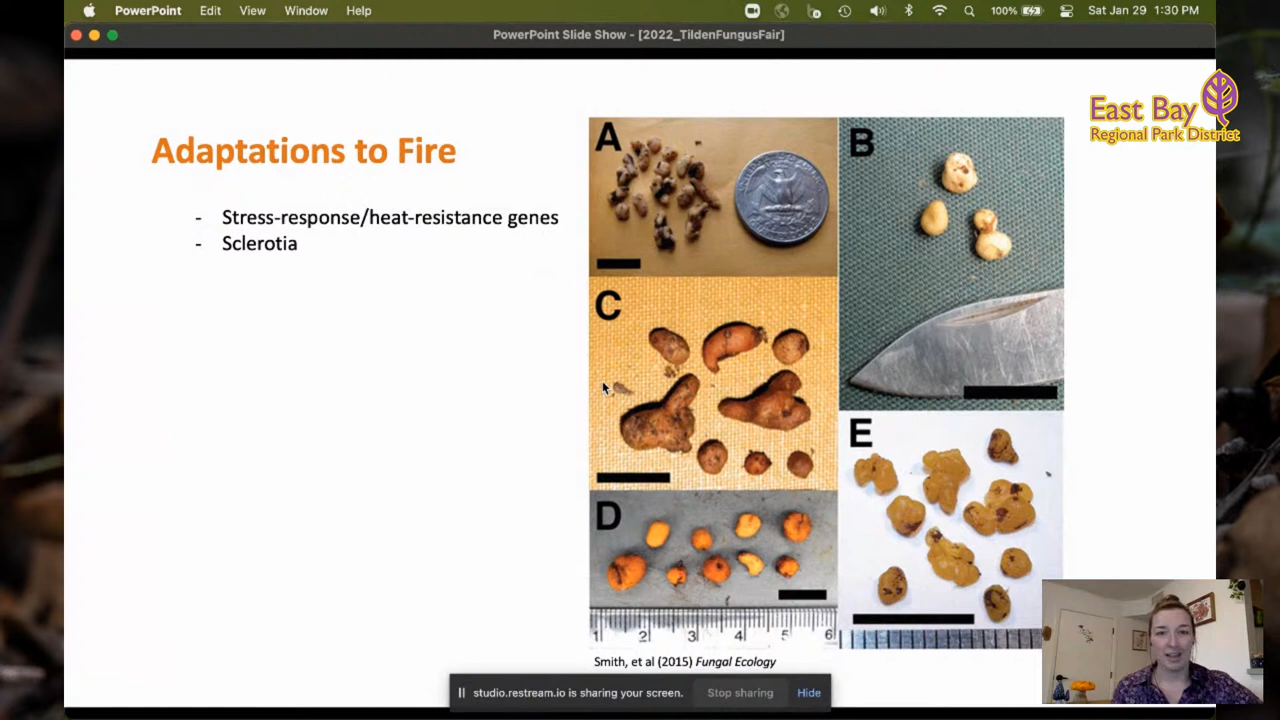 PowerPoint Edit View Window Help
100% Sat Jan 29 1:30 PM
PowerPoint Slide Show - [2022_TildenFungusFair]
East Bay
Regional Park District
Adaptations to Fire
- Stress-response/heat-resistance genes
- Sclerotia
A
B
C
D
E
1 2 3 4 5 6
Smith, et al (2015) Fungal Ecology
studio.restream.io is sharing your screen. Stop sharing Hide